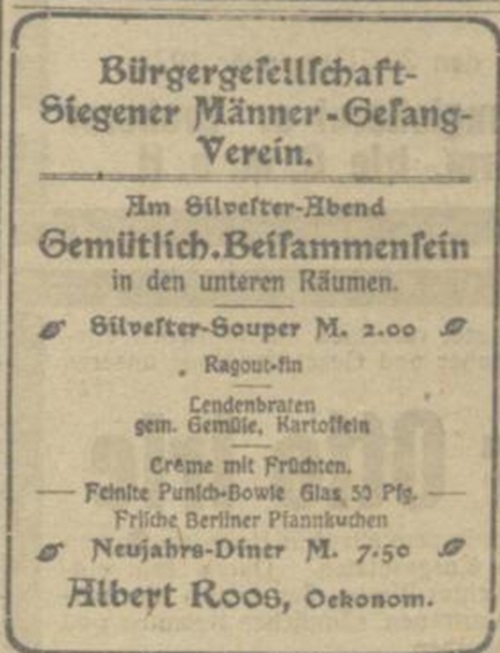 Bürgergeſellſchaft-
Siegener Männer-Geſang-
Verein.
Am Silveſter-Abend
Gemütlich. Beiſammenſein
in den unteren Räumen.
Silveſter-Souper M. 2.00
Ragout-fin
Lendenbraten
gem. Gemüſe, Kartoffeln
Crême mit Früchten.
Feinſte Punſch-Bowle Glas 50 Pfg.
Friſche Berliner Pfannkuchen
Neujahrs-Diner M. 7.50
Albert Roos, Oekonom.